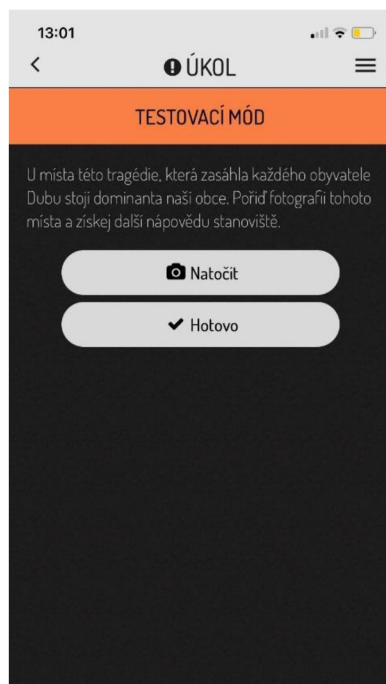 13:01
ÚKOL
TESTOVACÍ MÓD
U místa této tragédie, která zasáhla každého obyvatele
Dubu stojí dominanta naší obce. Pořiď fotografii tohoto
místa a získej další nápovědu stanoviště.
Natočit
Hotovo